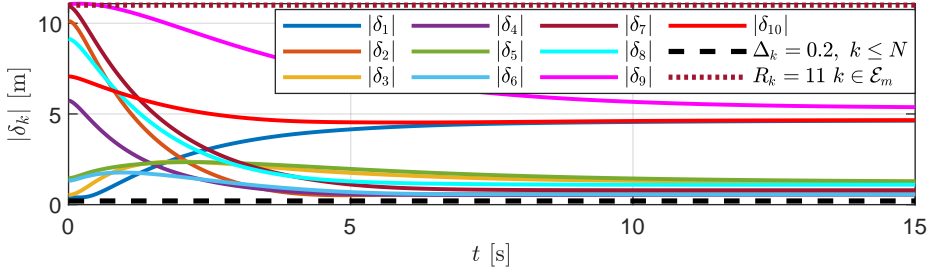 10
5
0
|δ_k| [m]
|δ_1| |δ_4| |δ_7| |δ_10|
|δ_2| |δ_5| |δ_8| Δ_k = 0.2, k ≤ N
|δ_3| |δ_6| |δ_9| R_k = 11 k ∈ ℰ_m
0 5 10 15
t [s]